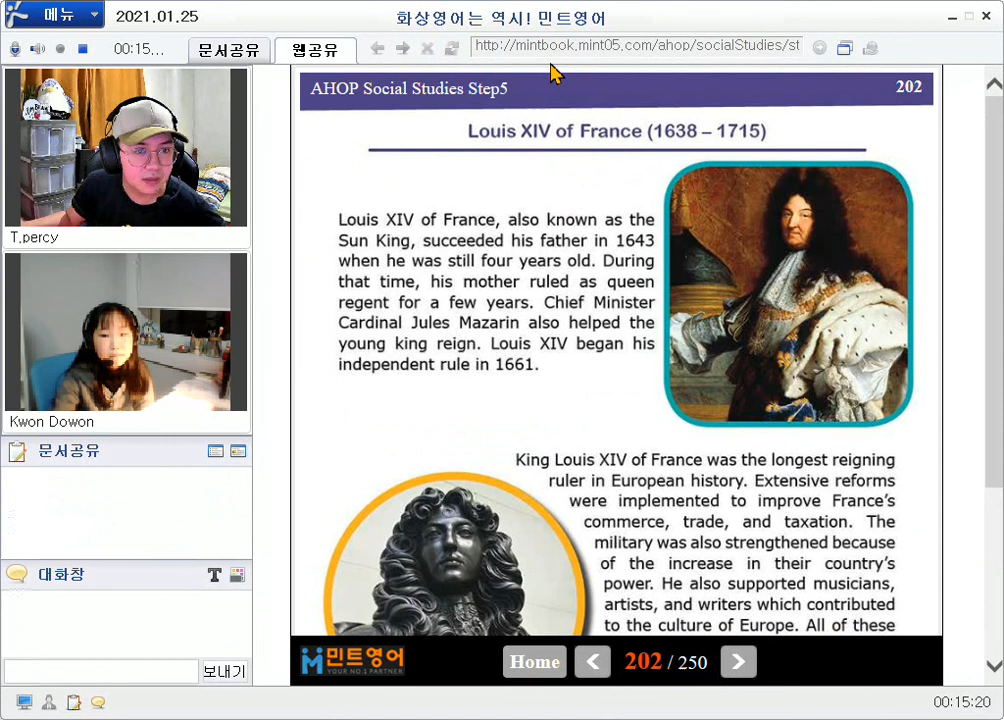 메뉴
2021.01.25
화상영어는 역시! 민트영어
00:15...
문서공유
웹공유
http://mintbook.mint05.com/ahop/socialStudies/st
T.percy
Kwon Dowon
문서공유
대화창
T
보내기
AHOP Social Studies Step5
202
Louis XIV of France (1638 – 1715)
Louis XIV of France, also known as the
Sun King, succeeded his father in 1643
when he was still four years old. During
that time, his mother ruled as queen
regent for a few years. Chief Minister
Cardinal Jules Mazarin also helped the
young king reign. Louis XIV began his
independent rule in 1661.
King Louis XIV of France was the longest reigning
ruler in European history. Extensive reforms
were implemented to improve France’s
commerce, trade, and taxation. The
military was also strengthened because
of the increase in their country’s
power. He also supported musicians,
artists, and writers which contributed
to the culture of Europe. All of these
민트영어
YOUR NO.1 PARTNER
Home
<
202 / 250
>
00:15:20